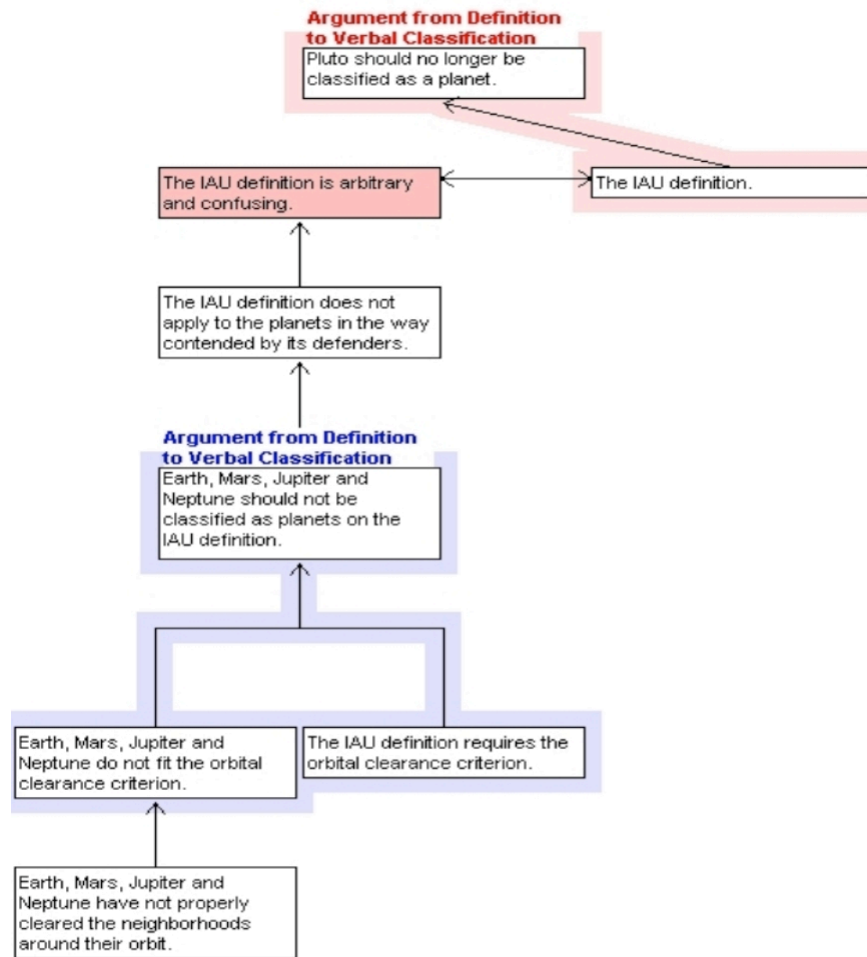 Argument from Definition
to Verbal Classification
Pluto should no longer be
classified as a planet.
The IAU definition is arbitrary
and confusing.
The IAU definition.
The IAU definition does not
apply to the planets in the way
contended by its defenders.
Argument from Definition
to Verbal Classification
Earth, Mars, Jupiter and
Neptune should not be
classified as planets on the
IAU definition.
Earth, Mars, Jupiter and
Neptune do not fit the orbital
clearance criterion.
The IAU definition requires the
orbital clearance criterion.
Earth, Mars, Jupiter and
Neptune have not properly
cleared the neighborhoods
around their orbit.